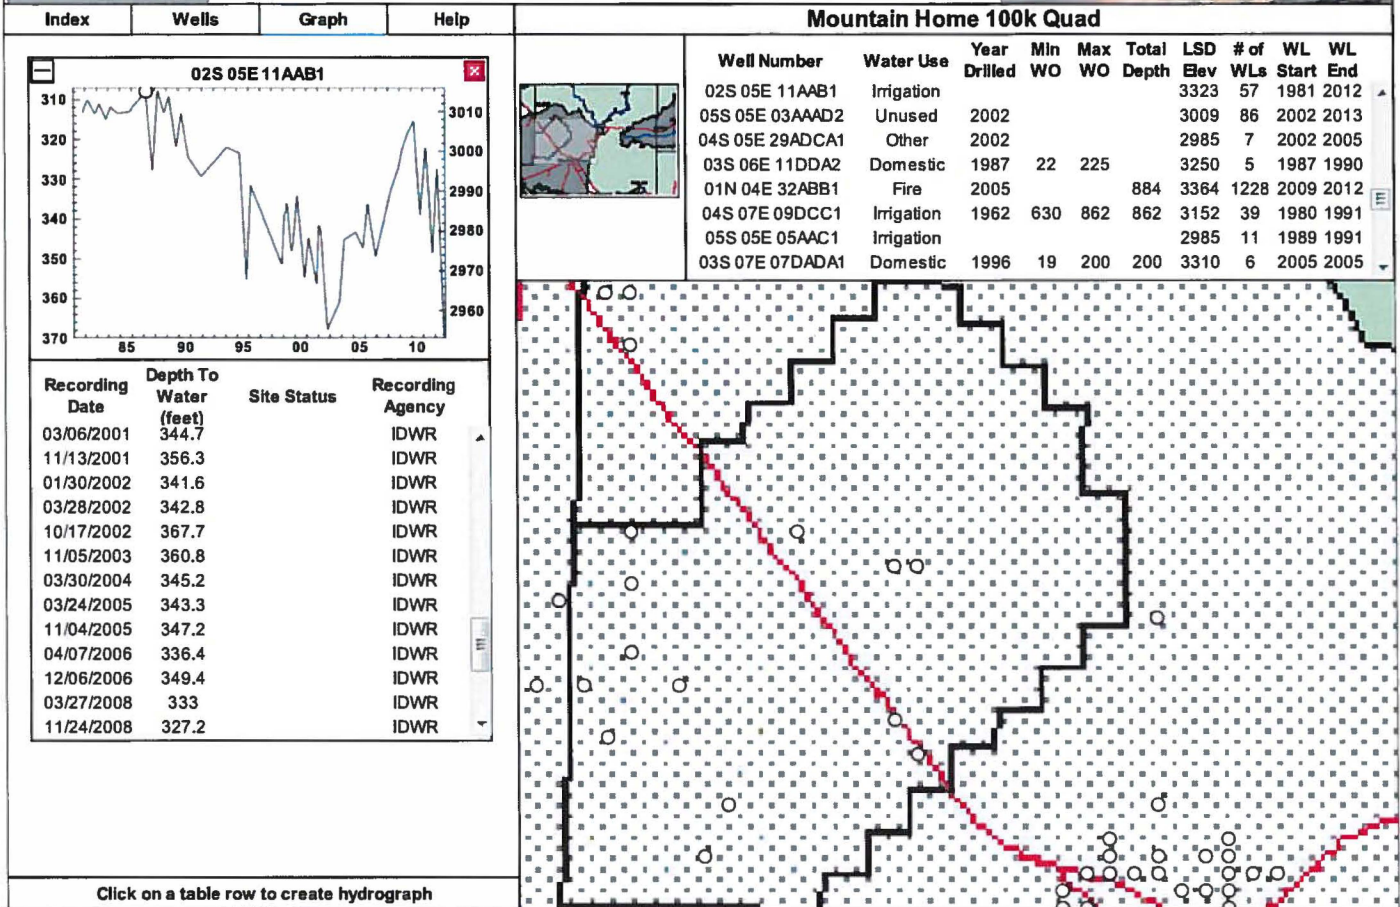 Index Wells Graph Help
Mountain Home 100k Quad
02S 05E 11AAB1
310 3010
320 3000
330 2990
340 2980
350 2970
360 2960
370
85 90 95 00 05 10
Recording Date Depth To Water (feet) Site Status Recording Agency
03/06/2001 344.7 IDWR
11/13/2001 356.3 IDWR
01/30/2002 341.6 IDWR
03/28/2002 342.8 IDWR
10/17/2002 367.7 IDWR
11/05/2003 360.8 IDWR
03/30/2004 345.2 IDWR
03/24/2005 343.3 IDWR
11/04/2005 347.2 IDWR
04/07/2006 336.4 IDWR
12/06/2006 349.4 IDWR
03/27/2008 333 IDWR
11/24/2008 327.2 IDWR
Click on a table row to create hydrograph
Well Number Water Use Year Drilled Min WO Max WO Total Depth LSD Elev # of WLs WL Start WL End
02S 05E 11AAB1 Irrigation 3323 57 1981 2012
05S 05E 03AAAD2 Unused 2002 3009 86 2002 2013
04S 05E 29ADCA1 Other 2002 2985 7 2002 2005
03S 06E 11DDA2 Domestic 1987 22 225 3250 5 1987 1990
01N 04E 32ABB1 Fire 2005 884 3364 1228 2009 2012
04S 07E 09DCC1 Irrigation 1962 630 862 862 3152 39 1980 1991
05S 05E 05AAC1 Irrigation 2985 11 1989 1991
03S 07E 07DADA1 Domestic 1996 19 200 200 3310 6 2005 2005